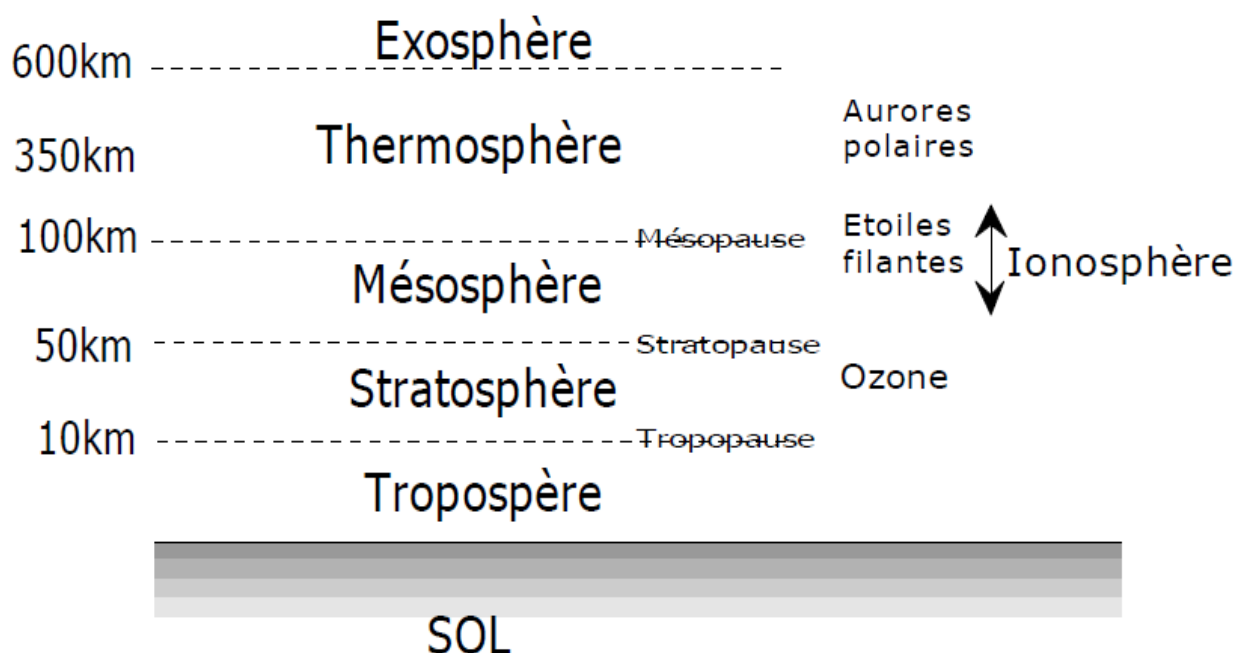 Exosphère
600km
Thermosphère
Aurores
polaires
350km
100km
Mésopause
Etoiles
filantes
Ionosphère
Mésosphère
50km
Stratopause
Stratosphère
Ozone
10km
Tropopause
Tropospère
SOL